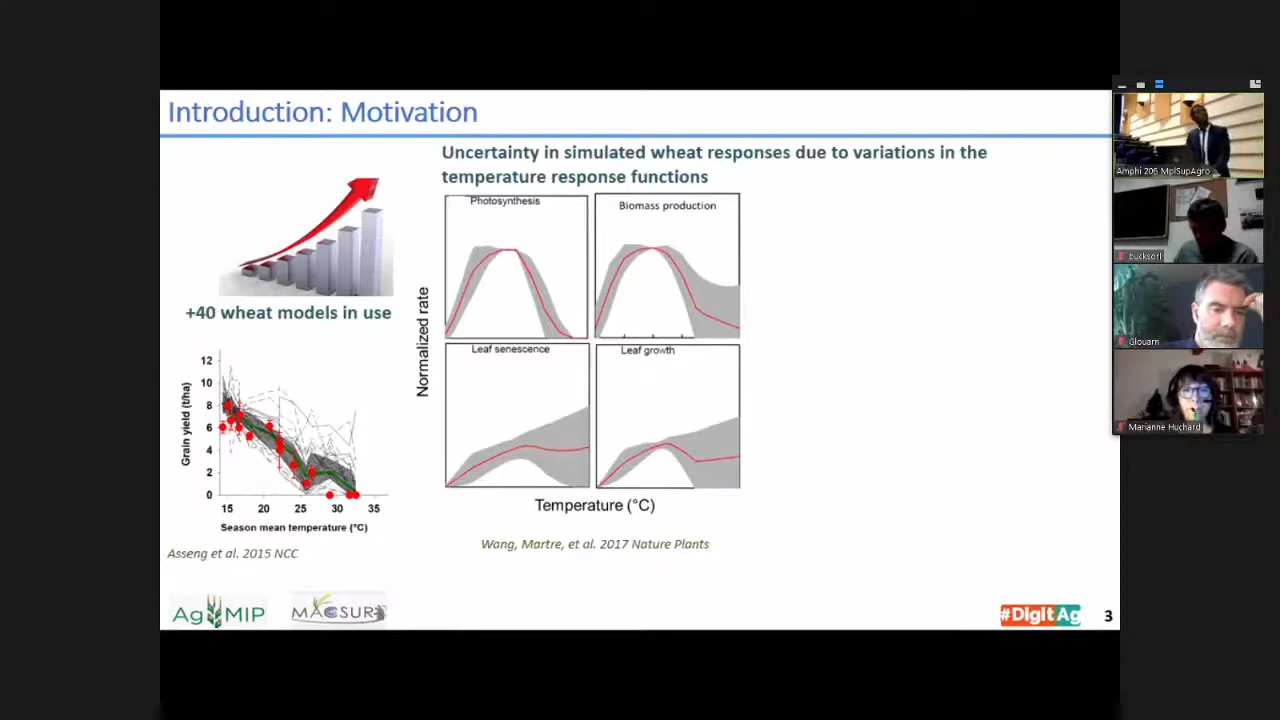 Introduction: Motivation
Uncertainty in simulated wheat responses due to variations in the
temperature response functions
+40 wheat models in use
Grain yield (t/ha)
12
10
8
6
4
2
0
15 20 25 30 35
Season mean temperature (°C)
Asseng et al. 2015 NCC
Normalized rate
Photosynthesis
Biomass production
Leaf senescence
Leaf growth
Temperature (°C)
Wang, Martre, et al. 2017 Nature Plants
AgMIP
MACSUR
#DigitAg
3
Amphi 206 MplSupAgro
bucksorl
Glouarn
Marianne Huchard